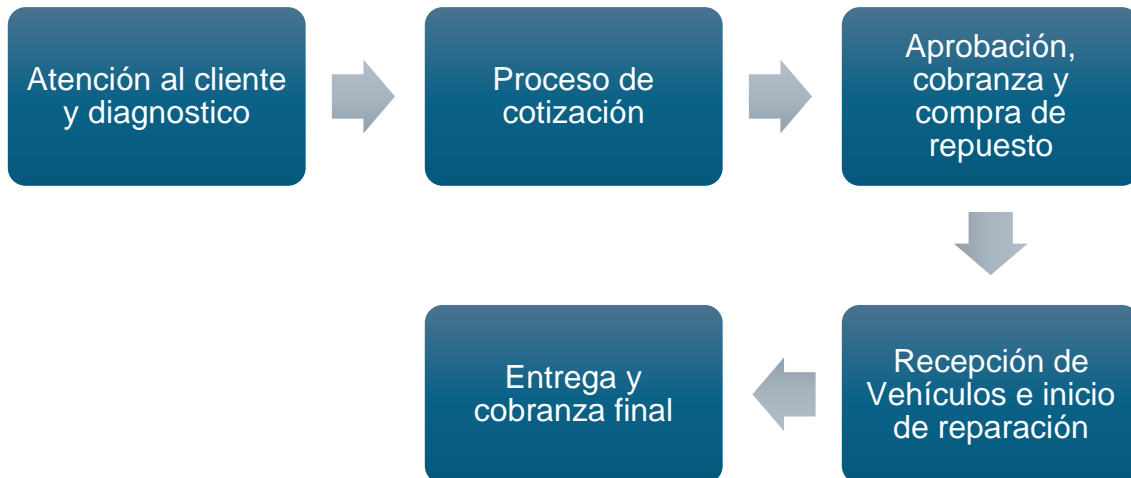 Atención al cliente
y diagnostico
Proceso de
cotización
Aprobación,
cobranza y
compra de
repuesto
Recepción de
Vehículos e inicio
de reparación
Entrega y
cobranza final